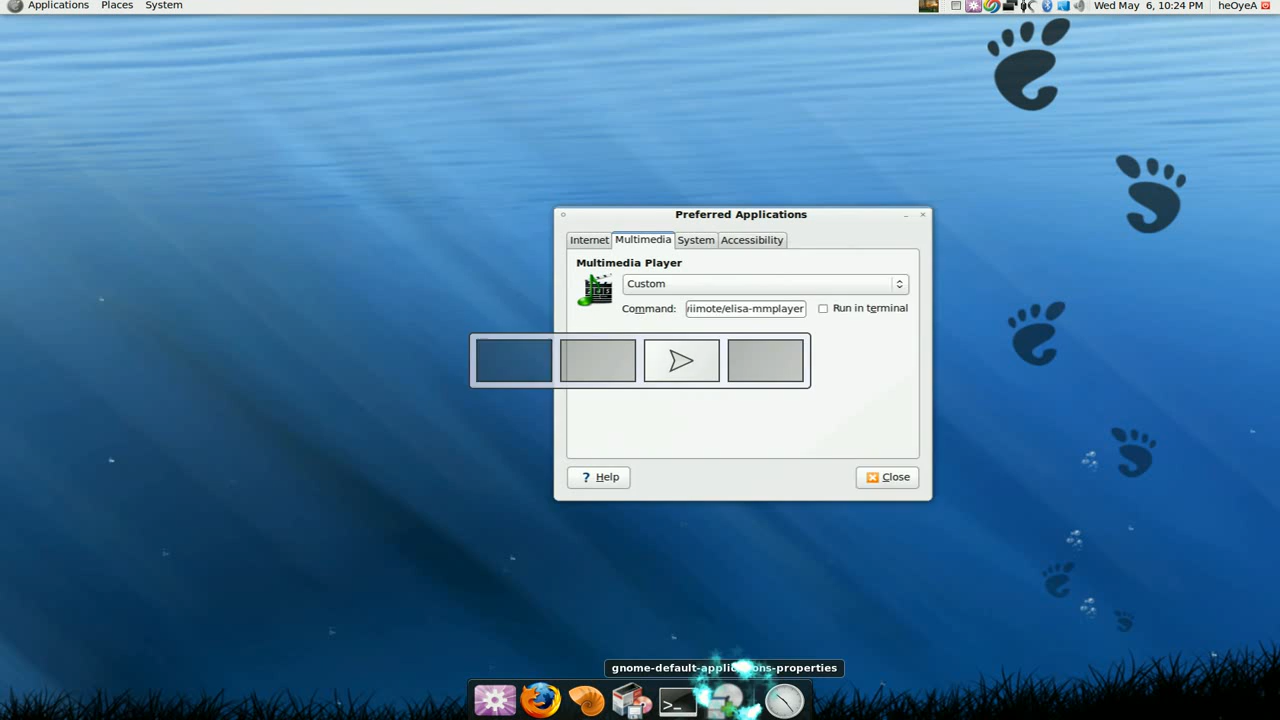 Applications Places System
Wed May 6, 10:24 PM heOyeA
Preferred Applications
Internet Multimedia System Accessibility
Multimedia Player
Custom
Command: iimote/elisa-mmplayer Run in terminal
? Help
Close
gnome-default-applications-properties
>_